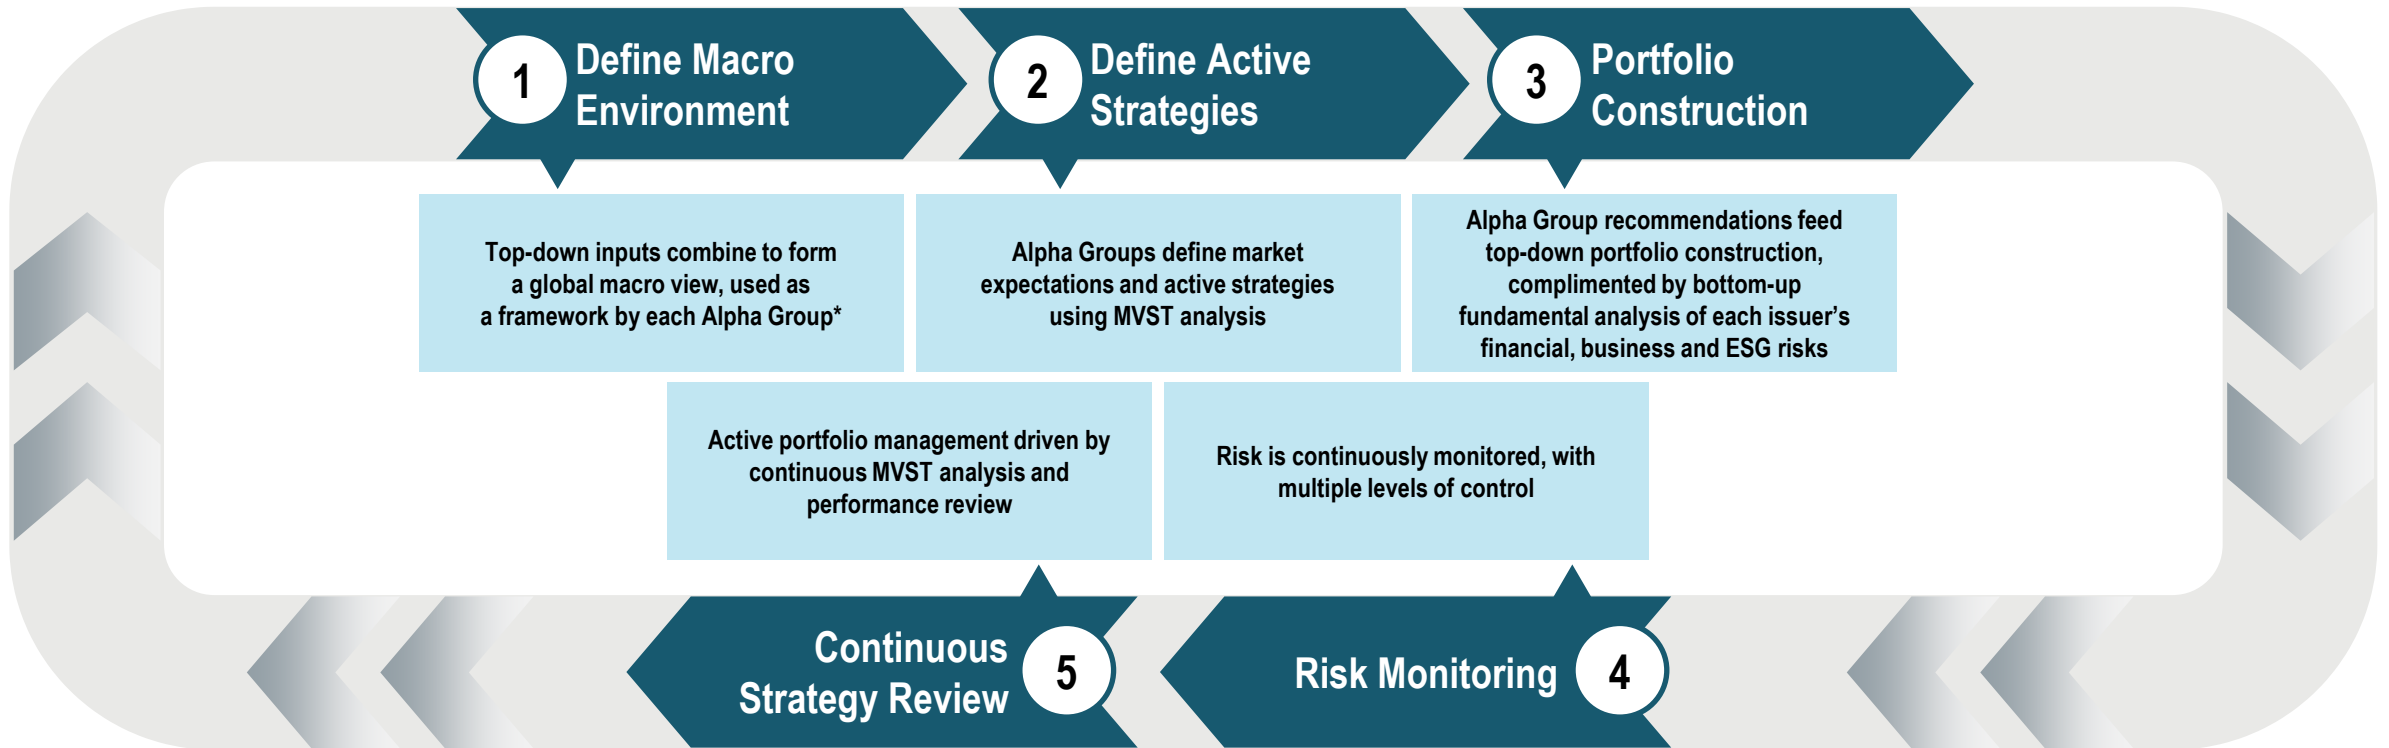 1
Define Macro
Environment
2
Define Active
Strategies
3
Portfolio
Construction
Top-down inputs combine to form
a global macro view, used as
a framework by each Alpha Group*
Alpha Groups define market
expectations and active strategies
using MVST analysis
Alpha Group recommendations feed
top-down portfolio construction,
complimented by bottom-up
fundamental analysis of each issuer’s
financial, business and ESG risks
Active portfolio management driven by
continuous MVST analysis and
performance review
Risk is continuously monitored, with
multiple levels of control
Continuous
Strategy Review
5
Risk Monitoring
4